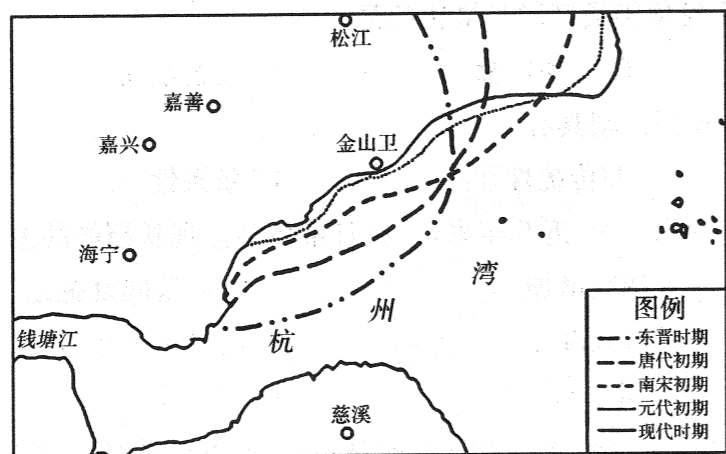 松江
嘉善
嘉兴
金山卫
海宁
湾
州
杭
钱塘江
慈溪
图例
东晋时期
唐代初期
南宋初期
元代初期
现代时期